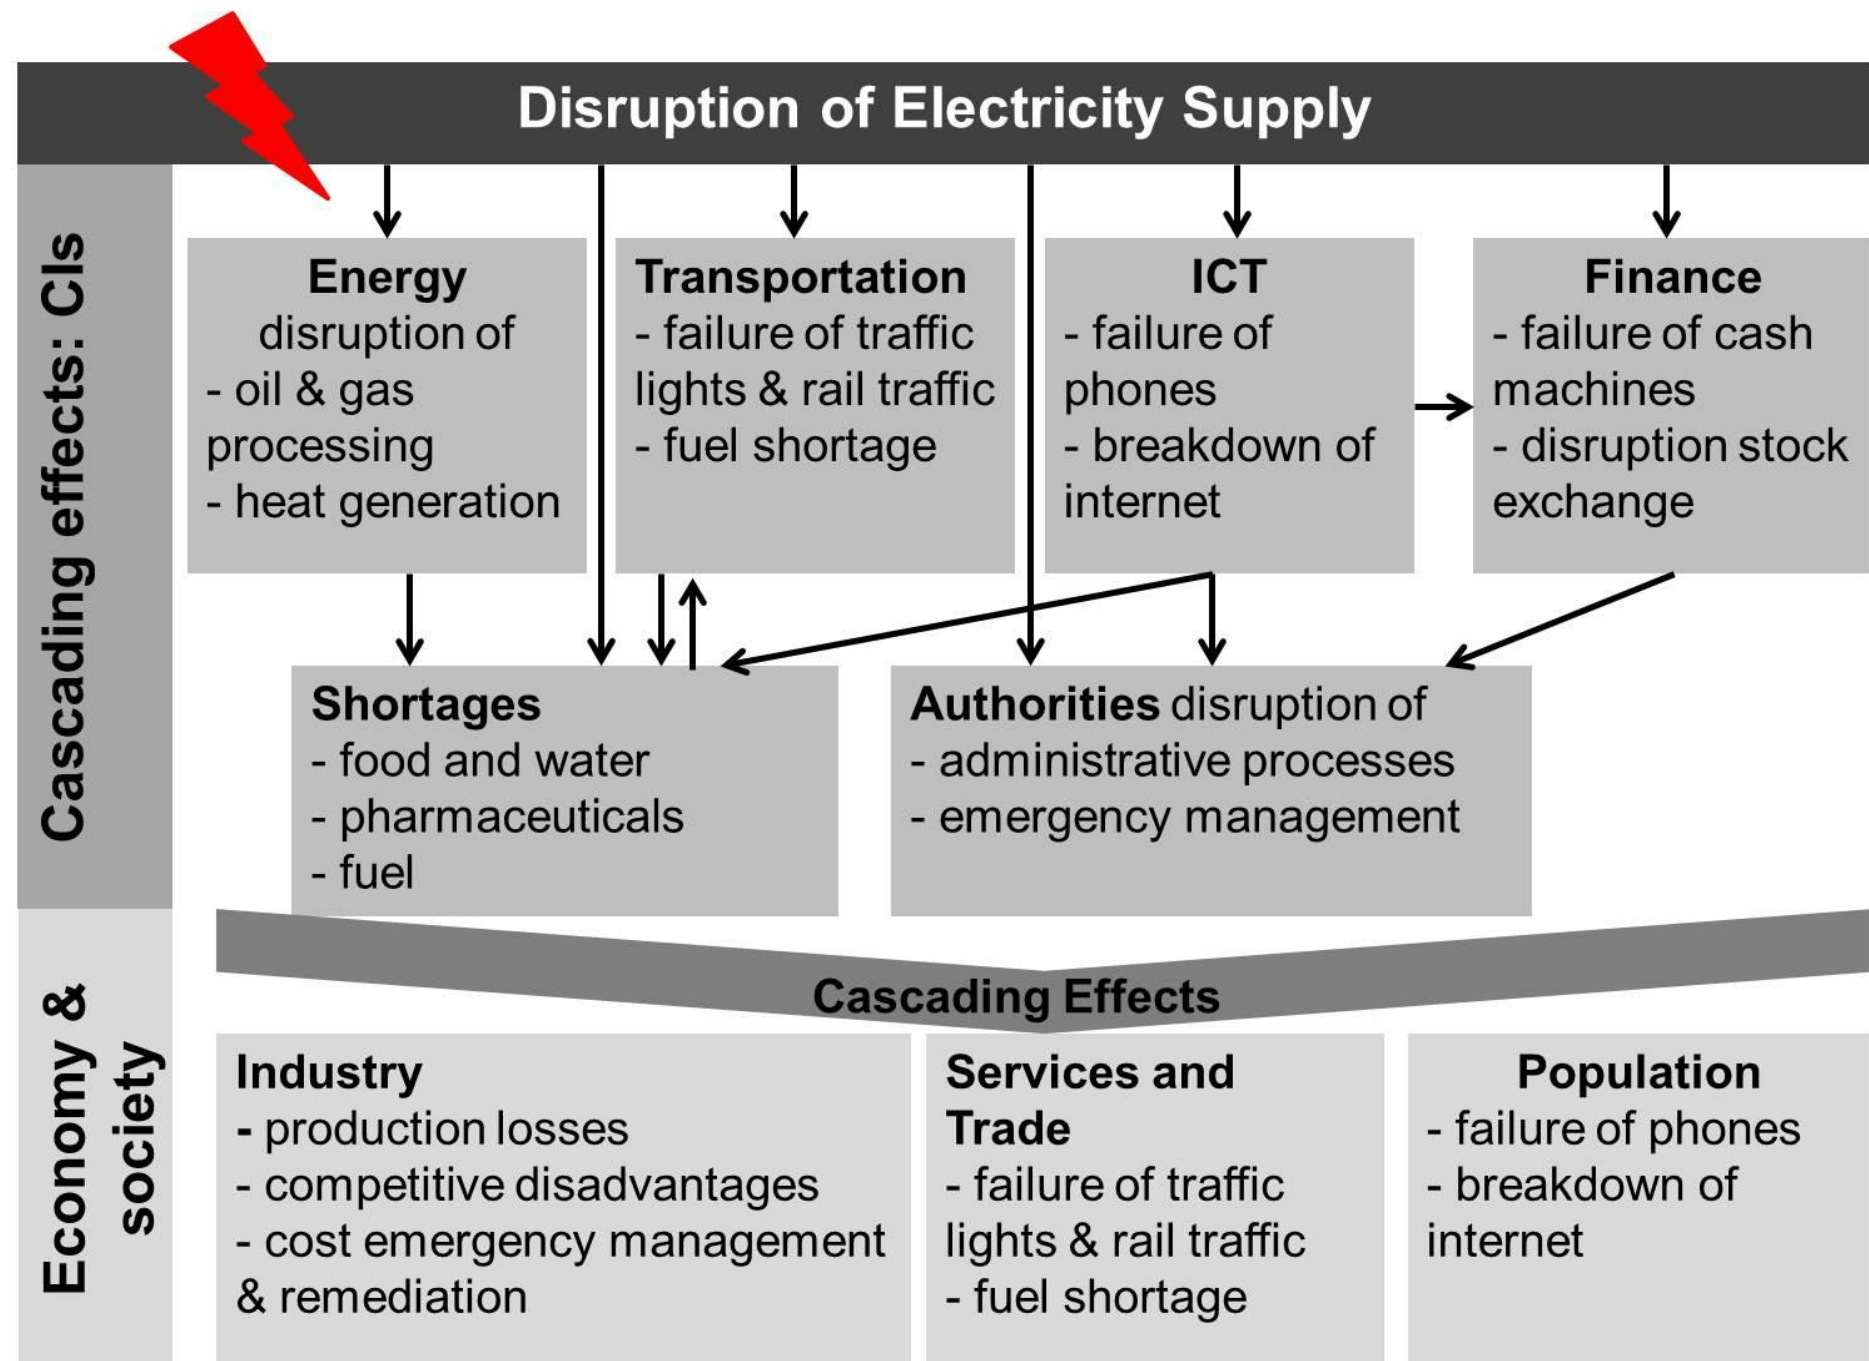 Disruption of Electricity Supply
Cascading effects: CIs
Energy
disruption of
- oil & gas
processing
- heat generation
Transportation
- failure of traffic
lights & rail traffic
- fuel shortage
ICT
- failure of
phones
- breakdown of
internet
Finance
- failure of cash
machines
- disruption stock
exchange
Shortages
- food and water
- pharmaceuticals
- fuel
Authorities disruption of
- administrative processes
- emergency management
Cascading Effects
Economy &
society
Industry
- production losses
- competitive disadvantages
- cost emergency management
& remediation
Services and
Trade
- failure of traffic
lights & rail traffic
- fuel shortage
Population
- failure of phones
- breakdown of
internet